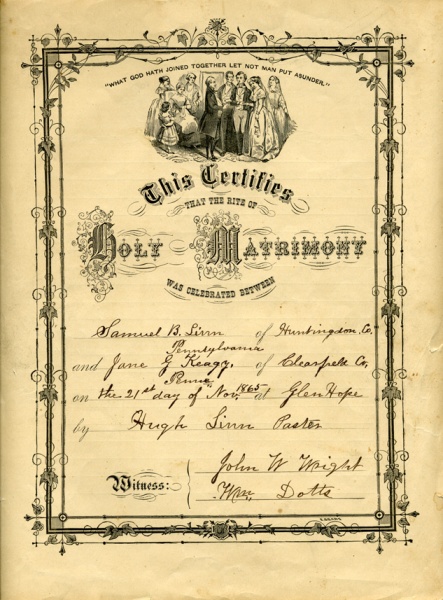 "WHAT GOD HATH JOINED TOGETHER LET NOT MAN PUT ASUNDER."
This Certifies
THAT THE RITE OF
HOLY MATRIMONY
WAS CELEBRATED BETWEEN
Samuel B. Linn of Huntingdon, Co,
Pennsylvania
and Jane G Keagy, of Clearfield Co,
Penna
on the 21st day of Nov. 1865 at Glen Hope
by Hugh Linn Paster
Witness: John W Wright
Wm, Dotts